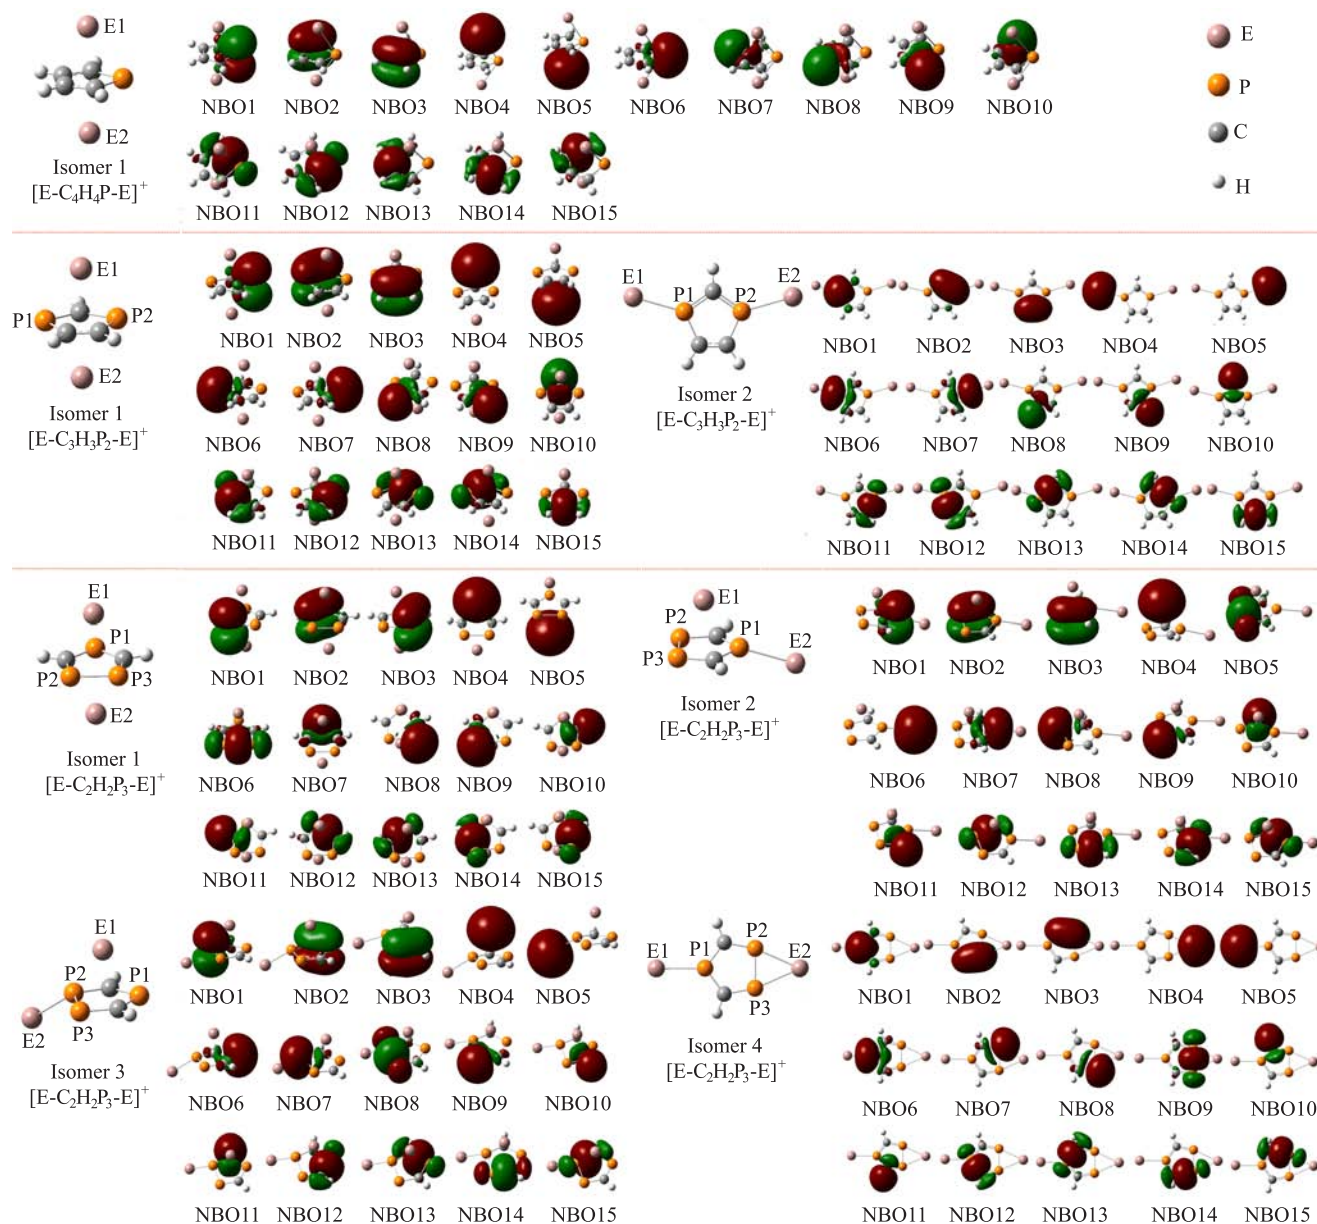 E1
E2
Isomer 1
[E-C₄H₄P-E]⁺
NBO1 NBO2 NBO3 NBO4 NBO5 NBO6 NBO7 NBO8 NBO9 NBO10
NBO11 NBO12 NBO13 NBO14 NBO15
E
P
C
H
E1
P1 P2
E2
Isomer 1
[E-C₃H₃P₂-E]⁺
NBO1 NBO2 NBO3 NBO4 NBO5
NBO6 NBO7 NBO8 NBO9 NBO10
NBO11 NBO12 NBO13 NBO14 NBO15
E1 E2
P1 P2
Isomer 2
[E-C₃H₃P₂-E]⁺
NBO1 NBO2 NBO3 NBO4 NBO5
NBO6 NBO7 NBO8 NBO9 NBO10
NBO11 NBO12 NBO13 NBO14 NBO15
E1
P1
P2 P3
E2
Isomer 1
[E-C₂H₂P₃-E]⁺
NBO1 NBO2 NBO3 NBO4 NBO5
NBO6 NBO7 NBO8 NBO9 NBO10
NBO11 NBO12 NBO13 NBO14 NBO15
E1
P2
P1
E2
P3
Isomer 2
[E-C₂H₂P₃-E]⁺
NBO1 NBO2 NBO3 NBO4 NBO5
NBO6 NBO7 NBO8 NBO9 NBO10
NBO11 NBO12 NBO13 NBO14 NBO15
E1
P2 P1
E2 P3
Isomer 3
[E-C₂H₂P₃-E]⁺
NBO1 NBO2 NBO3 NBO4 NBO5
NBO6 NBO7 NBO8 NBO9 NBO10
NBO11 NBO12 NBO13 NBO14 NBO15
P2
E1 P1 E2
P3
Isomer 4
[E-C₂H₂P₃-E]⁺
NBO1 NBO2 NBO3 NBO4 NBO5
NBO6 NBO7 NBO8 NBO9 NBO10
NBO11 NBO12 NBO13 NBO14 NBO15